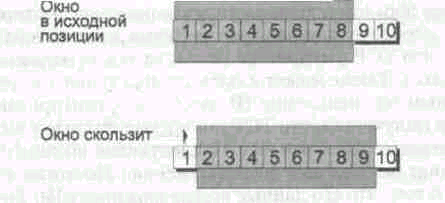 Окно
в исходной
позиции
1 2 3 4 5 6 7 8 9 10
Окно скользит
1 2 3 4 5 6 7 8 9 10